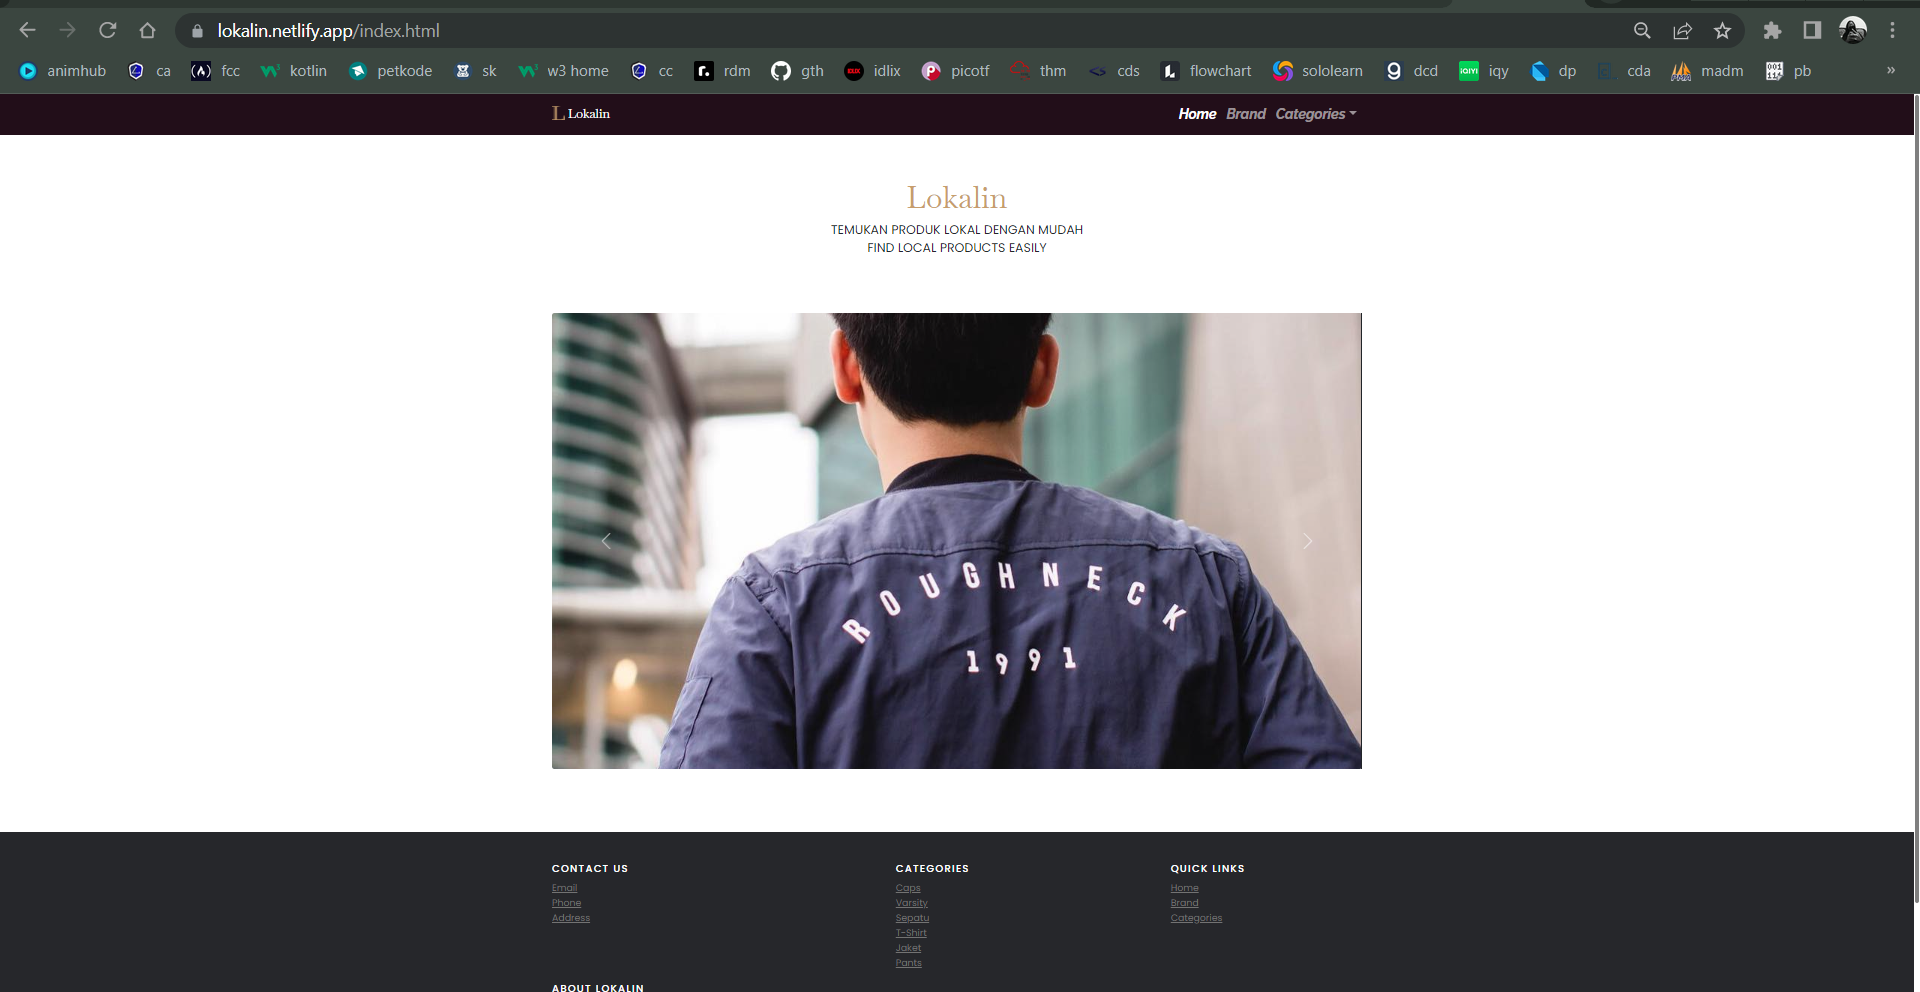 lokalin.netlify.app/index.html
animhub ca fcc kotlin petkode sk w3 home cc rdm gth idlix picotf thm cds flowchart sololearn dcd iqy dp cda madm pb »
L Lokalin
Home Brand Categories
Lokalin
TEMUKAN PRODUK LOKAL DENGAN MUDAH
FIND LOCAL PRODUCTS EASILY
ROUGHNECK
1991
CONTACT US
Email
Phone
Address
CATEGORIES
Caps
Varsity
Sepatu
T-Shirt
Jaket
Pants
QUICK LINKS
Home
Brand
Categories
ABOUT LOKALIN